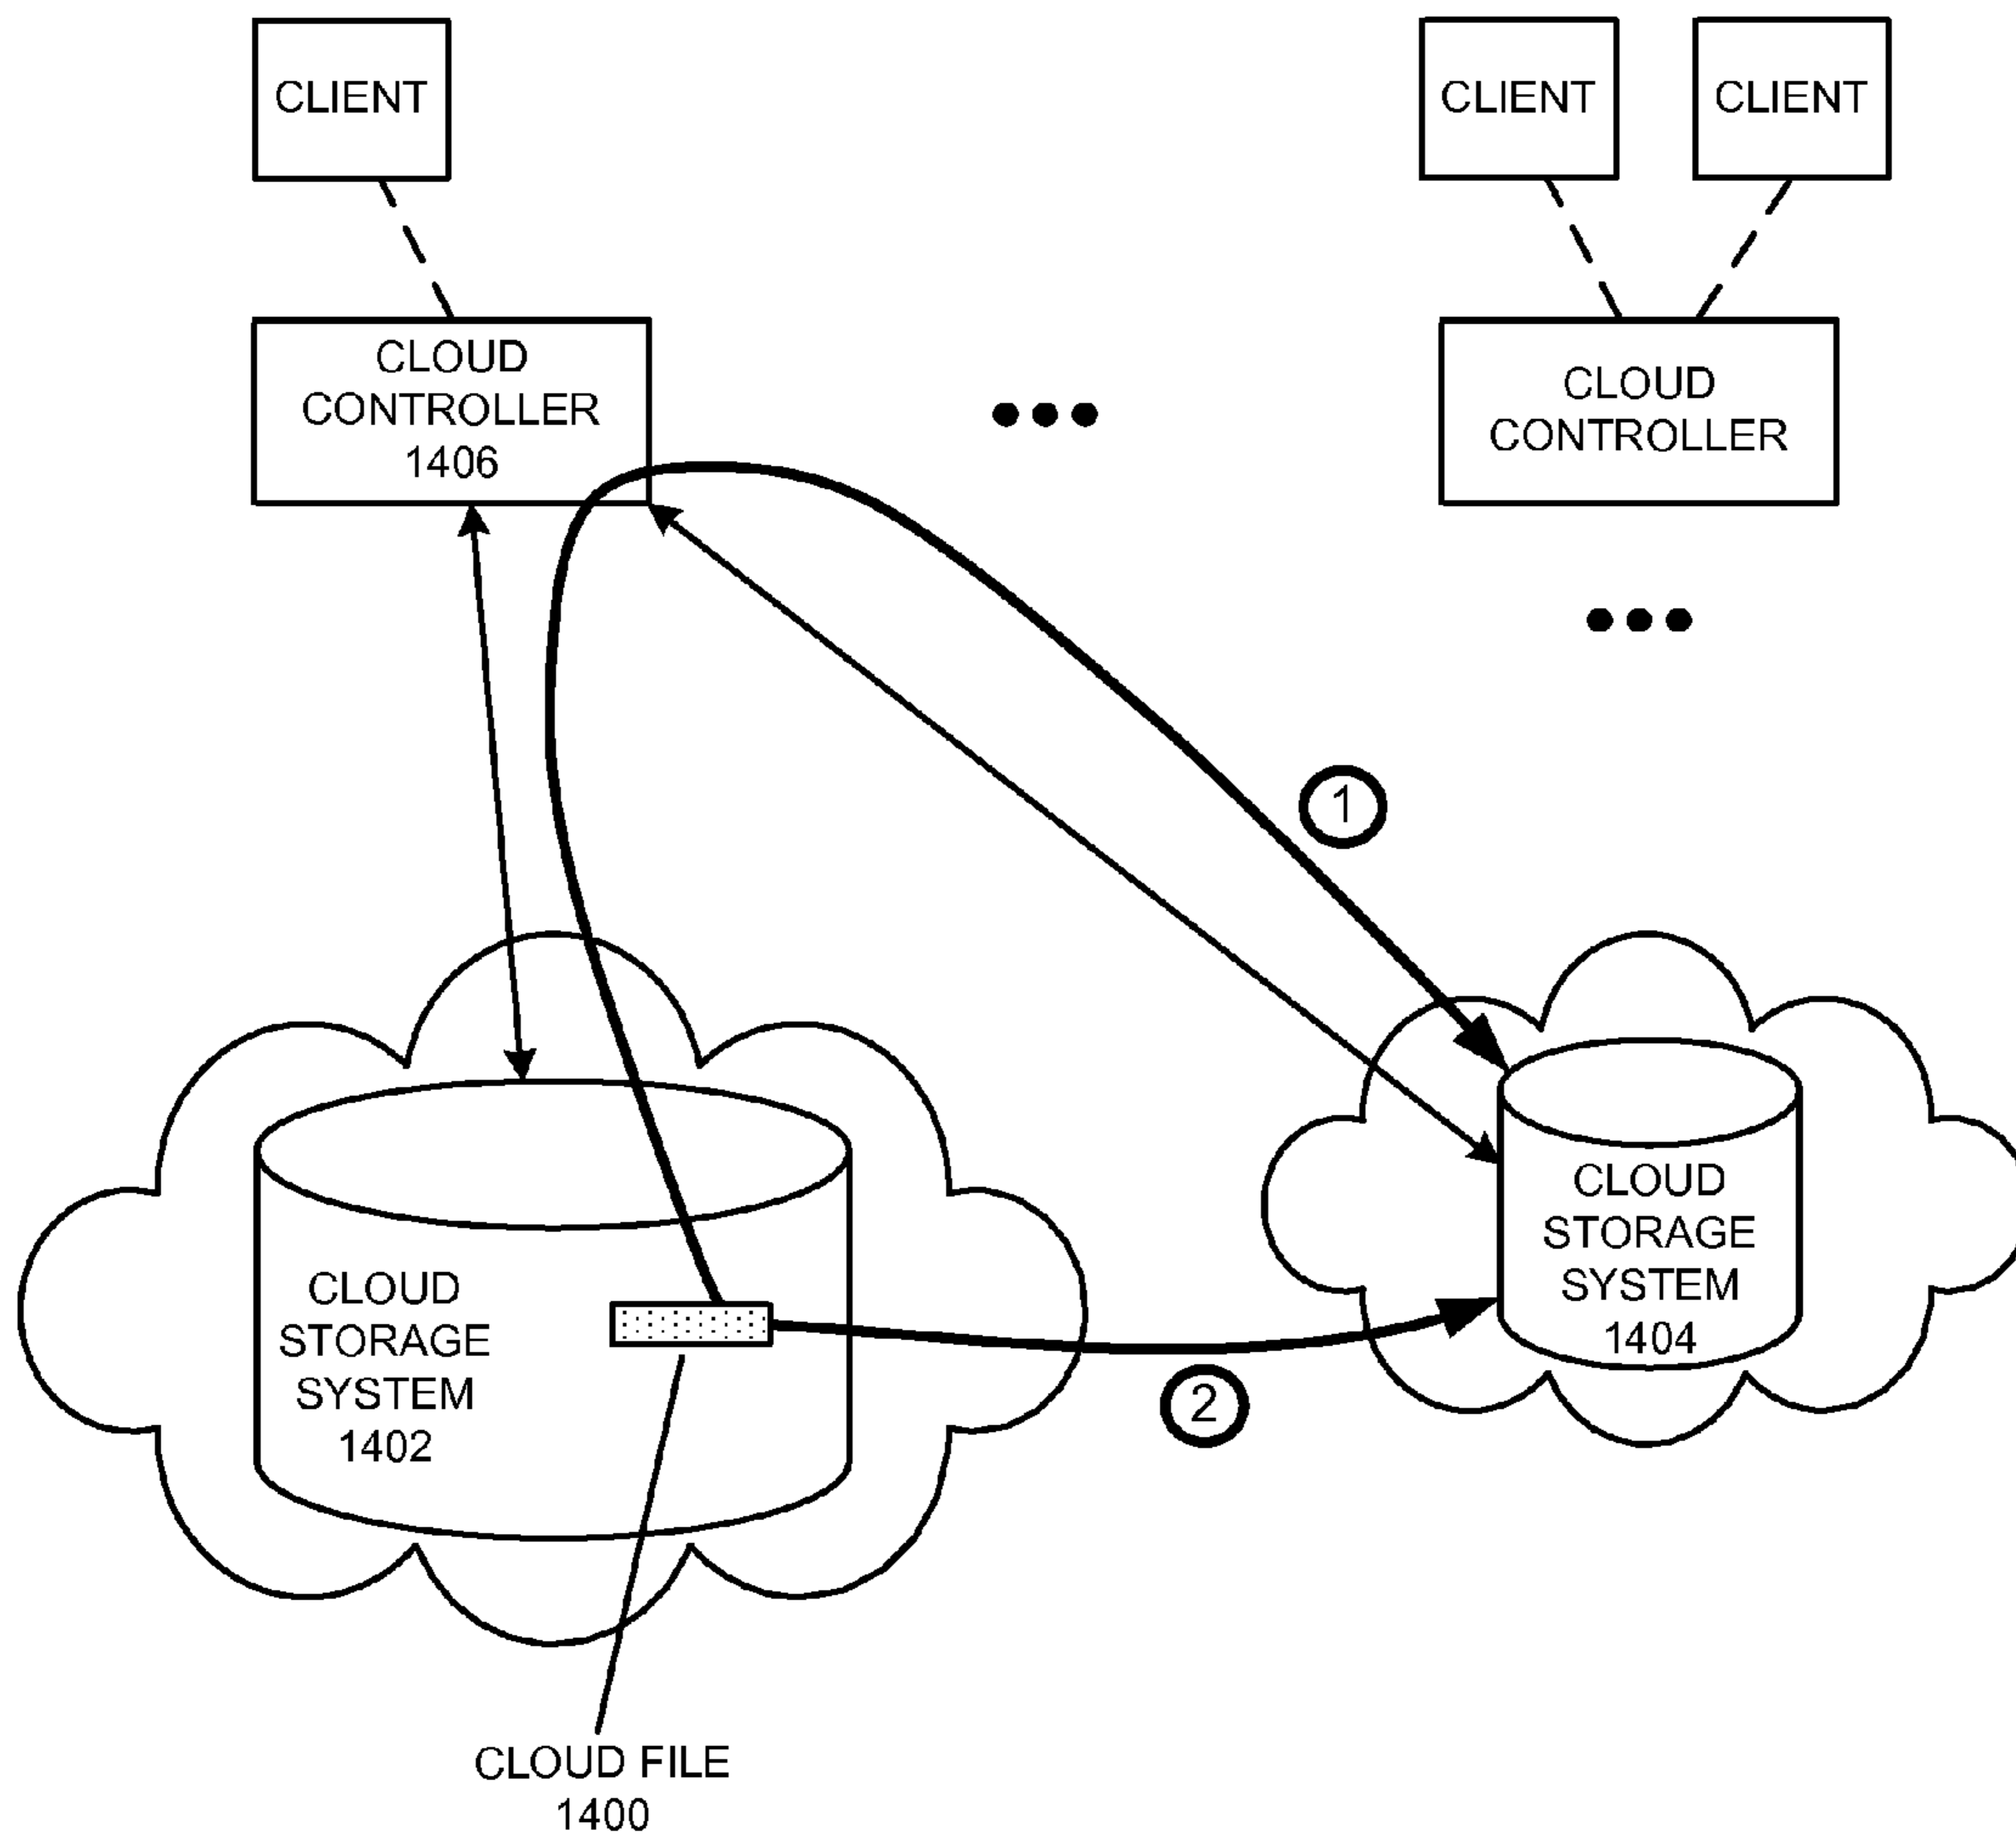 CLIENT
CLIENT
CLIENT
CLOUD
CONTROLLER
1406
CLOUD
CONTROLLER
1
CLOUD
STORAGE
SYSTEM
1404
CLOUD
STORAGE
SYSTEM
1402
2
CLOUD FILE
1400